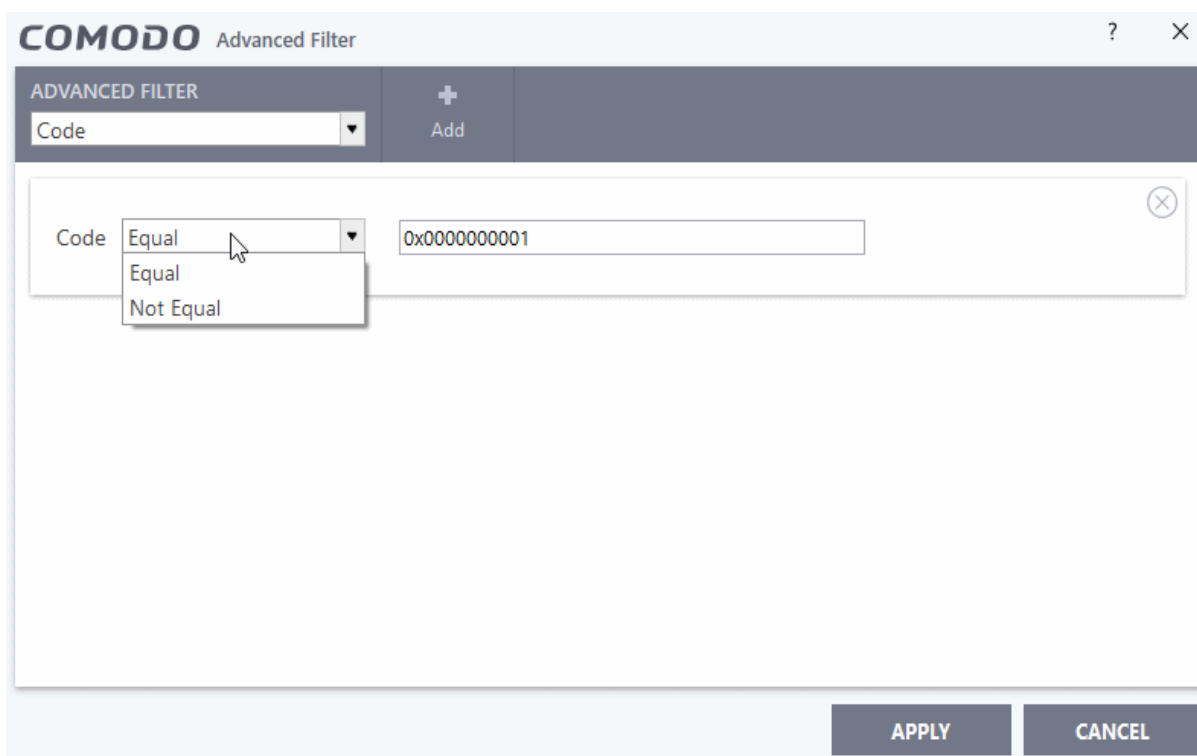 COMODO Advanced Filter ?
ADVANCED FILTER
Code
Add
Code Equal 0x0000000001
Equal
Not Equal
APPLY CANCEL